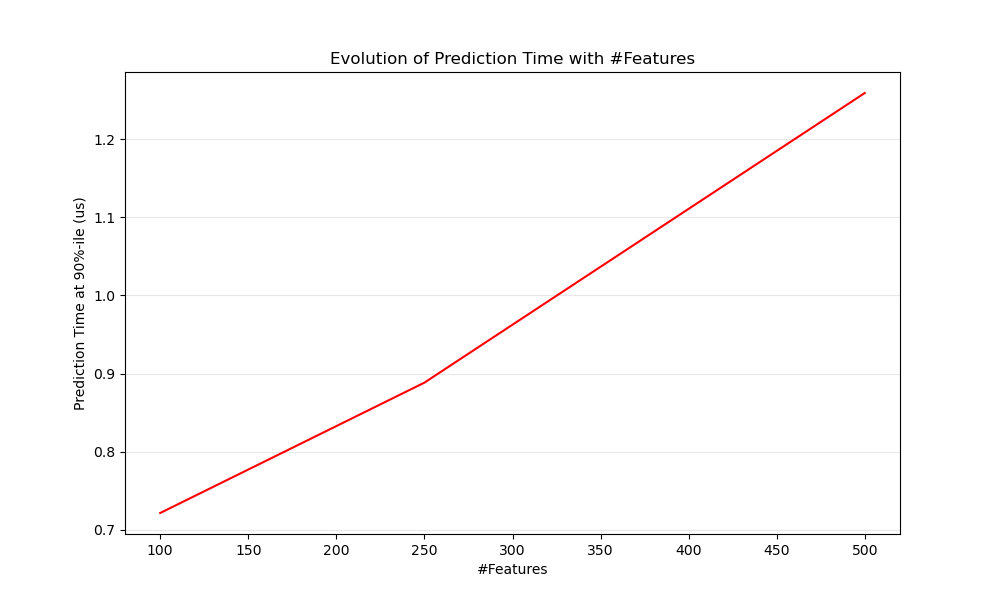 Evolution of Prediction Time with #Features
Prediction Time at 90%-ile (us)
1.2
1.1
1.0
0.9
0.8
0.7
100 150 200 250 300 350 400 450 500
#Features